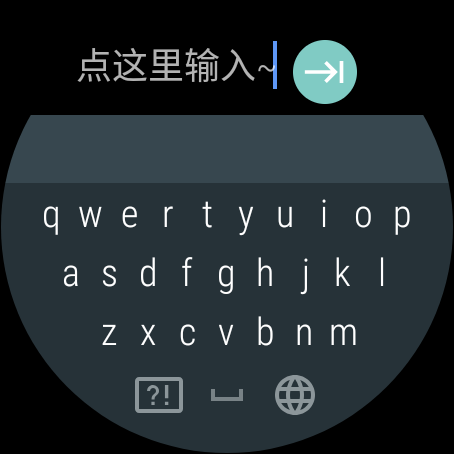 点这里输入~
q w e r t y u i o p
a s d f g h j k l
z x c v b n m
?!